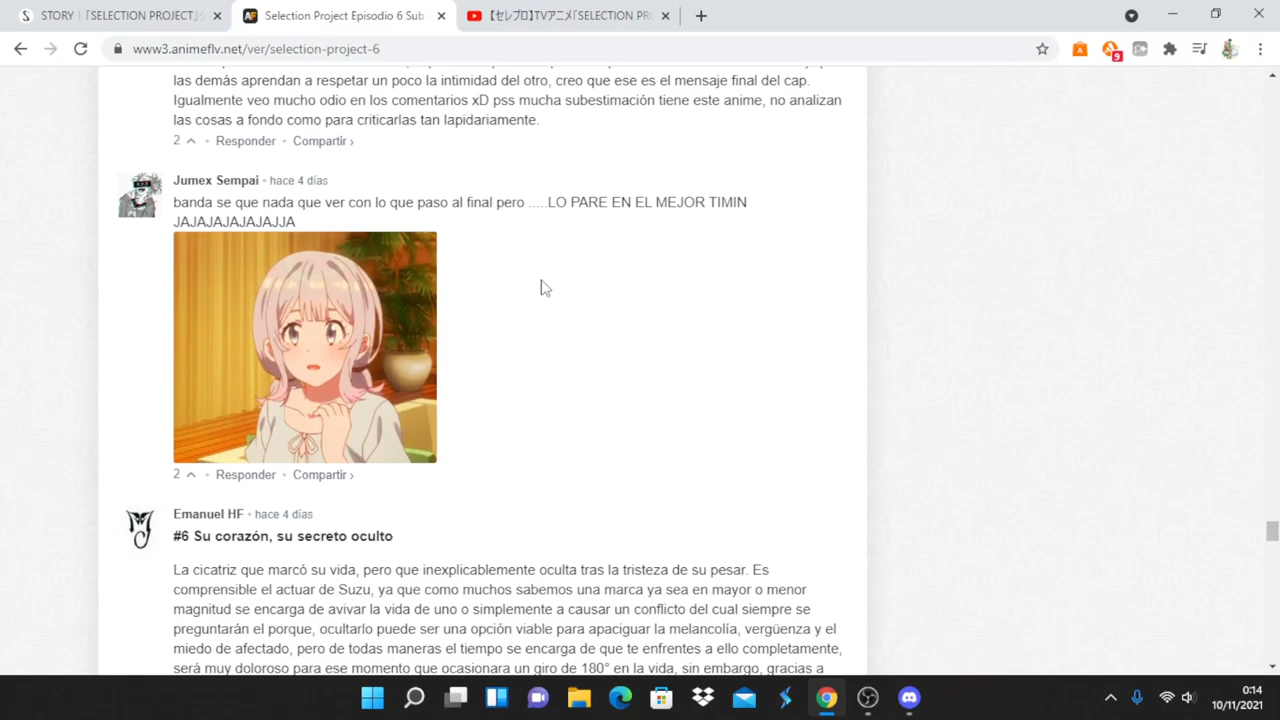 STORY |「SELECTION PROJECT」S
Selection Project Episodio 6 Sub
【セレプロ】TVアニメ「SELECTION PRO
www3.animeflv.net/ver/selection-project-6
9
las demás aprendan a respetar un poco la intimidad del otro, creo que ese es el mensaje final del cap.
Igualmente veo mucho odio en los comentarios xD pss mucha subestimación tiene este anime, no analizan
las cosas a fondo como para criticarlas tan lapidariamente.
2 • Responder • Compartir ›
Jumex Sempai • hace 4 días
banda se que nada que ver con lo que paso al final pero .....LO PARE EN EL MEJOR TIMIN
JAJAJAJAJAJAJJA
2 • Responder • Compartir ›
Emanuel HF • hace 4 días
#6 Su corazón, su secreto oculto
La cicatriz que marcó su vida, pero que inexplicablemente oculta tras la tristeza de su pesar. Es
comprensible el actuar de Suzu, ya que como muchos sabemos una marca ya sea en mayor o menor
magnitud se encarga de avivar la vida de uno o simplemente a causar un conflicto del cual siempre se
preguntarán el porque, ocultarlo puede ser una opción viable para apaciguar la melancolía, vergüenza y el
miedo de afectado, pero de todas maneras el tiempo se encarga de que te enfrentes a ello completamente,
será muy doloroso para ese momento que ocasionara un giro de 180° en la vida, sin embargo, gracias a
0:14
10/11/2021